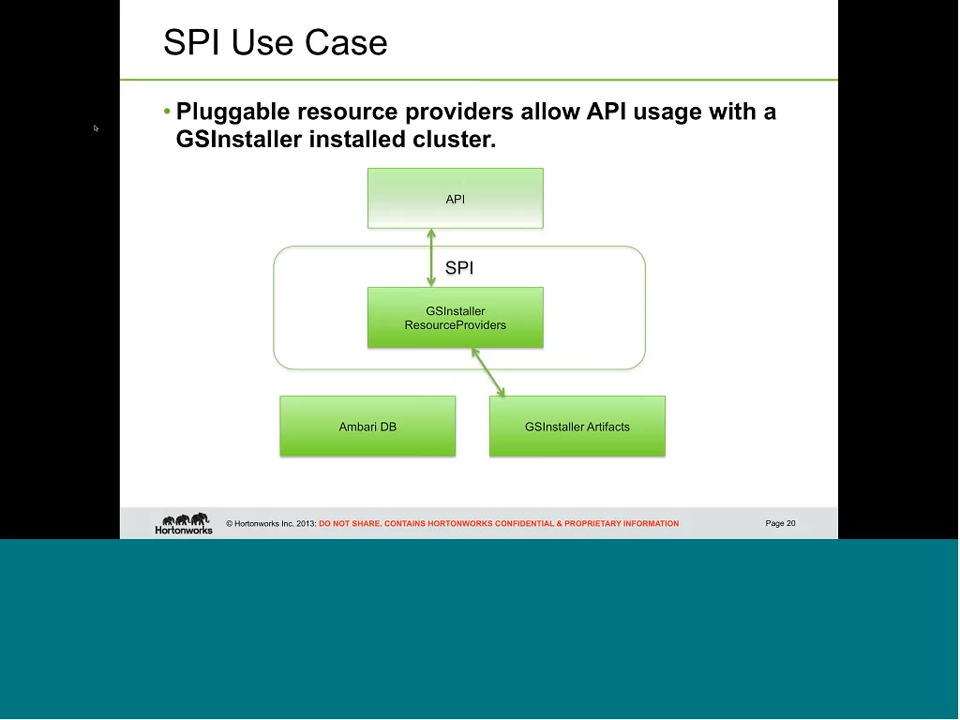 SPI Use Case
• Pluggable resource providers allow API usage with a
GSInstaller installed cluster.
API
SPI
GSInstaller
ResourceProviders
Ambari DB
GSInstaller Artifacts
Hortonworks
© Hortonworks Inc. 2013: DO NOT SHARE. CONTAINS HORTONWORKS CONFIDENTIAL & PROPRIETARY INFORMATION
Page 20